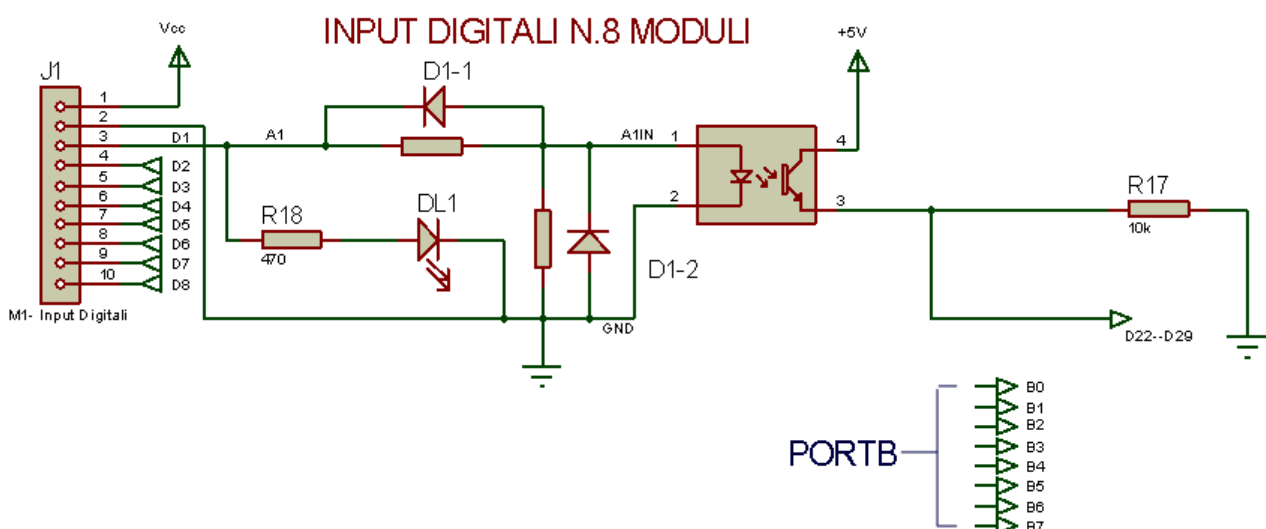 INPUT DIGITALI N.8 MODULI
Vcc
+5V
J1
D1-1
1
2
3
4
5
6
7
8
9
10
D1
D2
D3
D4
D5
D6
D7
D8
A1
A1IN
1
2
4
3
R17
10k
R18
470
DL1
D1-2
M1- Input Digitali
GND
D22--D29
PORTB
B0
B1
B2
B3
B4
B5
B6
B7